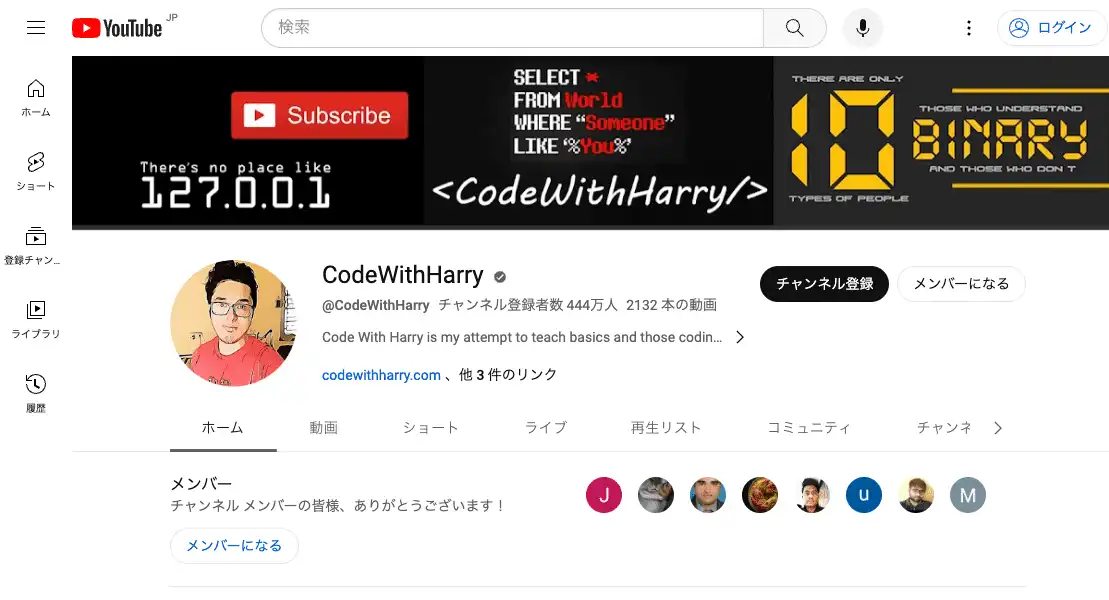 YouTube JP
検索
ログイン
ホーム
ショート
登録チャン...
ライブラリ
履歴
Subscribe
There's no place like
127.0.0.1
SELECT *
FROM World
WHERE “Someone”
LIKE ‘%You%’
<CodeWithHarry/>
THERE ARE ONLY
10
TYPES OF PEOPLE
THOSE WHO UNDERSTAND
BINARY
AND THOSE WHO DON T
CodeWithHarry
@CodeWithHarry チャンネル登録者数 444万人 2132 本の動画
Code With Harry is my attempt to teach basics and those codin...
codewithharry.com 、他 3 件のリンク
チャンネル登録
メンバーになる
ホーム 動画 ショート ライブ 再生リスト コミュニティ チャンネ
メンバー
チャンネル メンバーの皆様、ありがとうございます！
J
u
M
メンバーになる